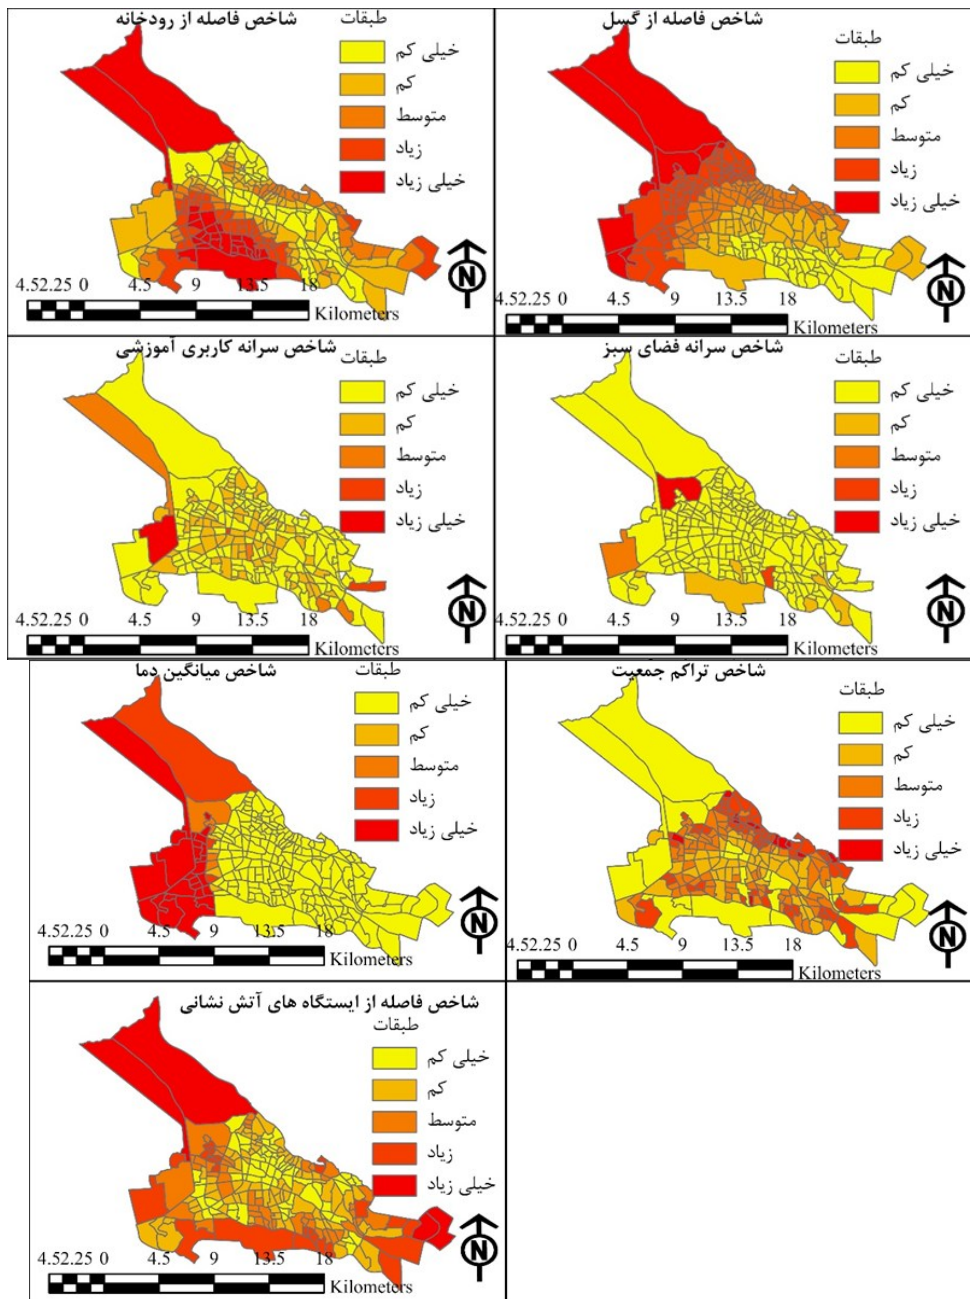 شاخص فاصله از رودخانه
طبقات
خیلی کم
کم
متوسط
زیاد
خیلی زیاد
N
4.52.25 0 4.5 9 13.5 18
Kilometers
شاخص فاصله از گسل
طبقات
خیلی کم
کم
متوسط
زیاد
خیلی زیاد
N
4.52.25 0 4.5 9 13.5 18
Kilometers
شاخص سرانه کاربری آموزشی
طبقات
خیلی کم
کم
متوسط
زیاد
خیلی زیاد
N
4.52.25 0 4.5 9 13.5 18
Kilometers
شاخص سرانه فضای سبز
طبقات
خیلی کم
کم
متوسط
زیاد
خیلی زیاد
N
4.52.25 0 4.5 9 13.5 18
Kilometers
شاخص میانگین دما
طبقات
خیلی کم
کم
متوسط
زیاد
خیلی زیاد
N
4.52.25 0 4.5 9 13.5 18
Kilometers
شاخص تراکم جمعیت
طبقات
خیلی کم
کم
متوسط
زیاد
خیلی زیاد
N
4.52.25 0 4.5 9 13.5 18
Kilometers
شاخص فاصله از ایستگاه های آتش نشانی
طبقات
خیلی کم
کم
متوسط
زیاد
خیلی زیاد
N
4.52.25 0 4.5 9 13.5 18
Kilometers